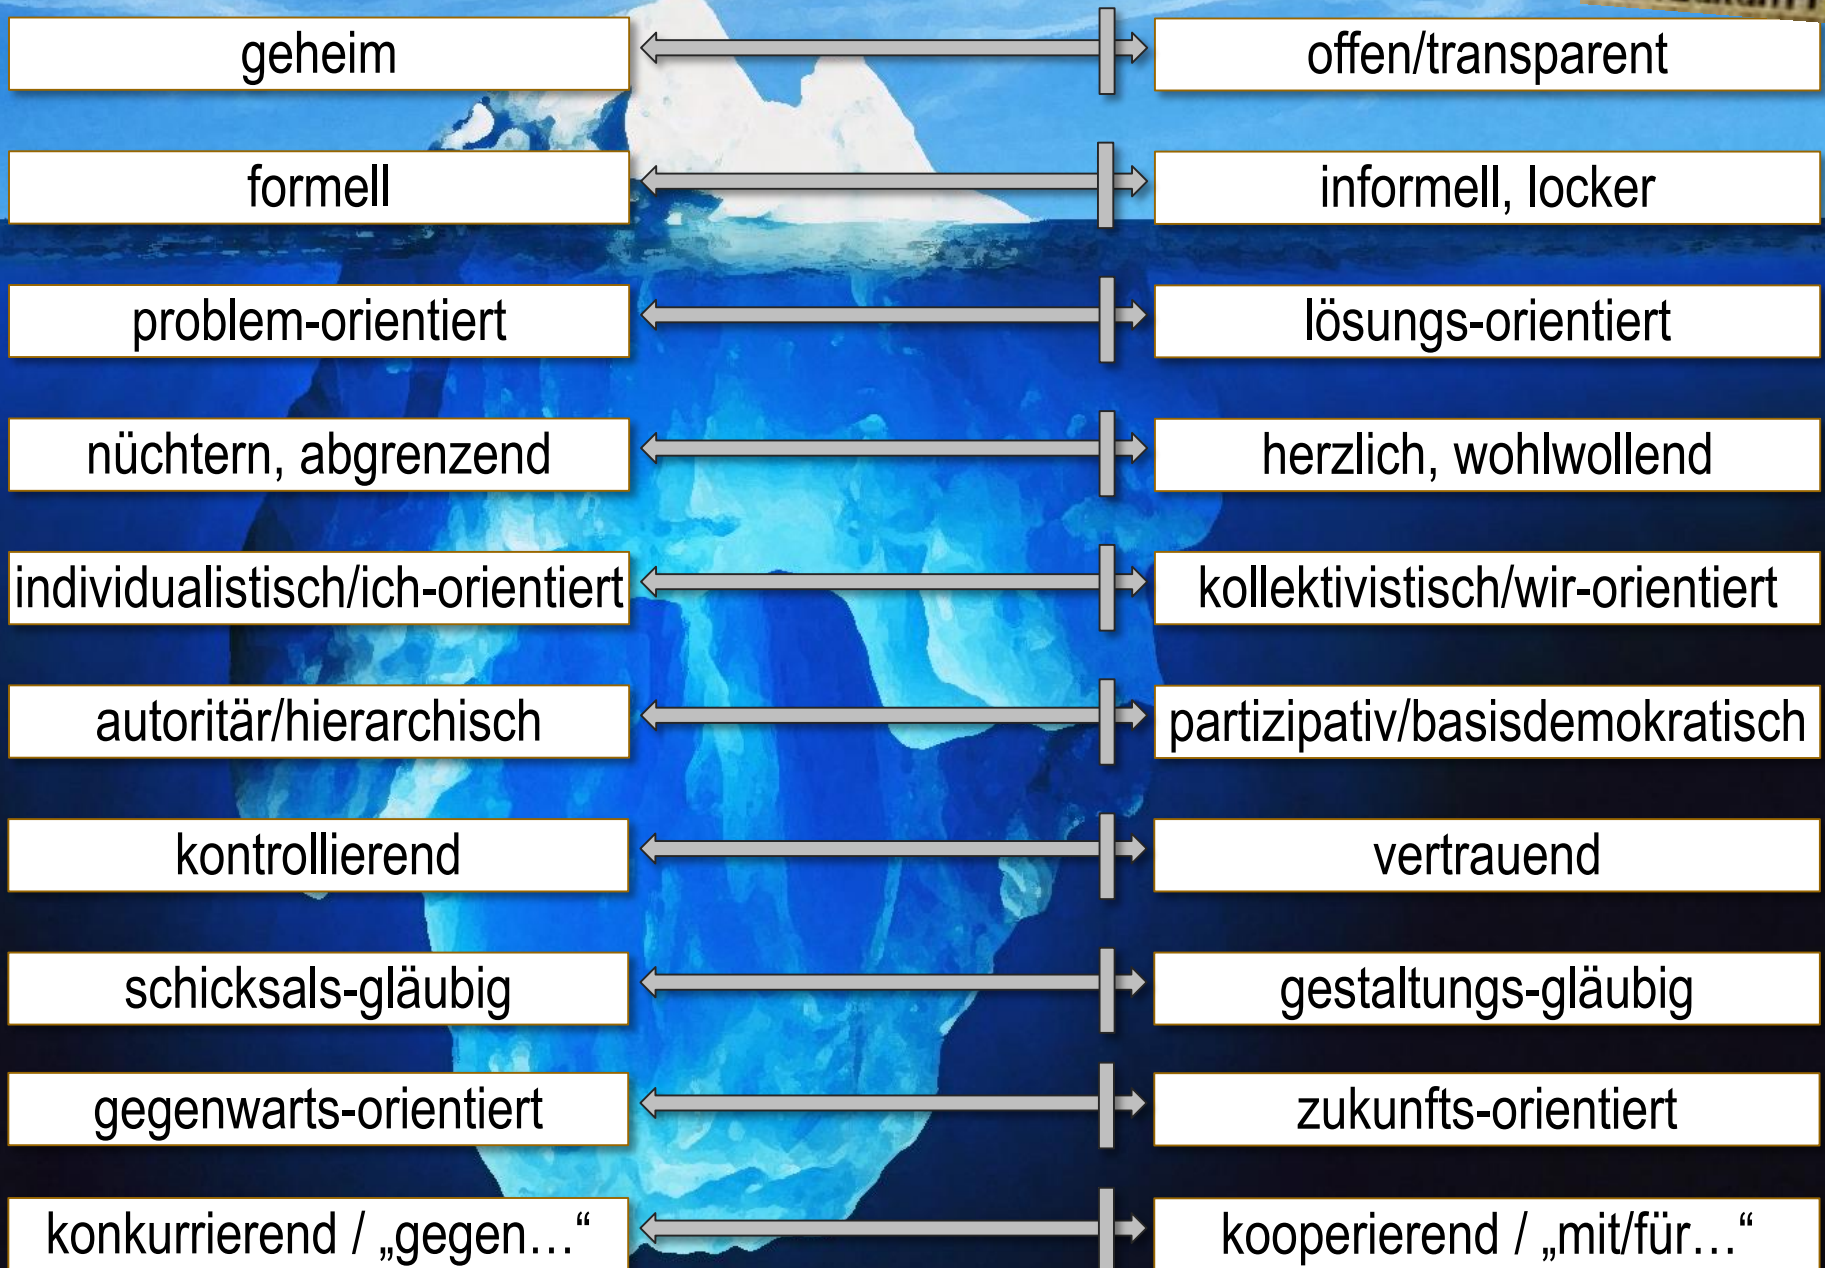 geheim
offen/transparent
formell
informell, locker
problem-orientiert
lösungs-orientiert
nüchtern, abgrenzend
herzlich, wohlwollend
individualistisch/ich-orientiert
kollektivistisch/wir-orientiert
autoritär/hierarchisch
partizipativ/basisdemokratisch
kontrollierend
vertrauend
schicksals-gläubig
gestaltungs-gläubig
gegenwarts-orientiert
zukunfts-orientiert
konkurrierend / „gegen…“
kooperierend / „mit/für…“